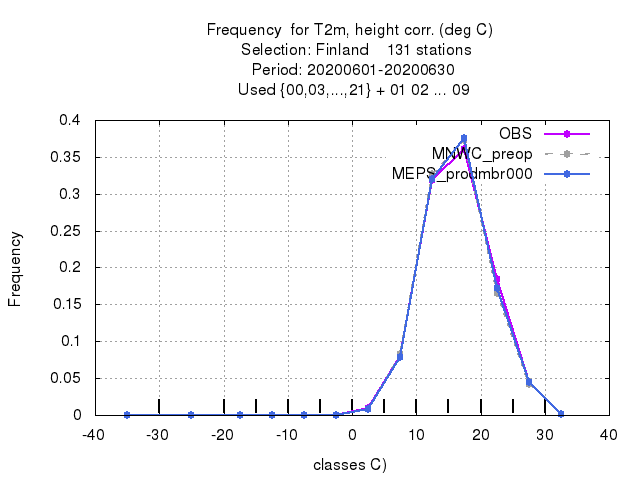 Frequency  for T2m, height corr. (deg C)
Selection: Finland    131 stations
Period: 20200601-20200630
Used {00,03,...,21} + 01 02 ... 09
OBS
MNWC_preop
MEPS_prodmbr000
Frequency
0.4
0.35
0.3
0.25
0.2
0.15
0.1
0.05
0
-40 -30 -20 -10 0 10 20 30 40
classes C)